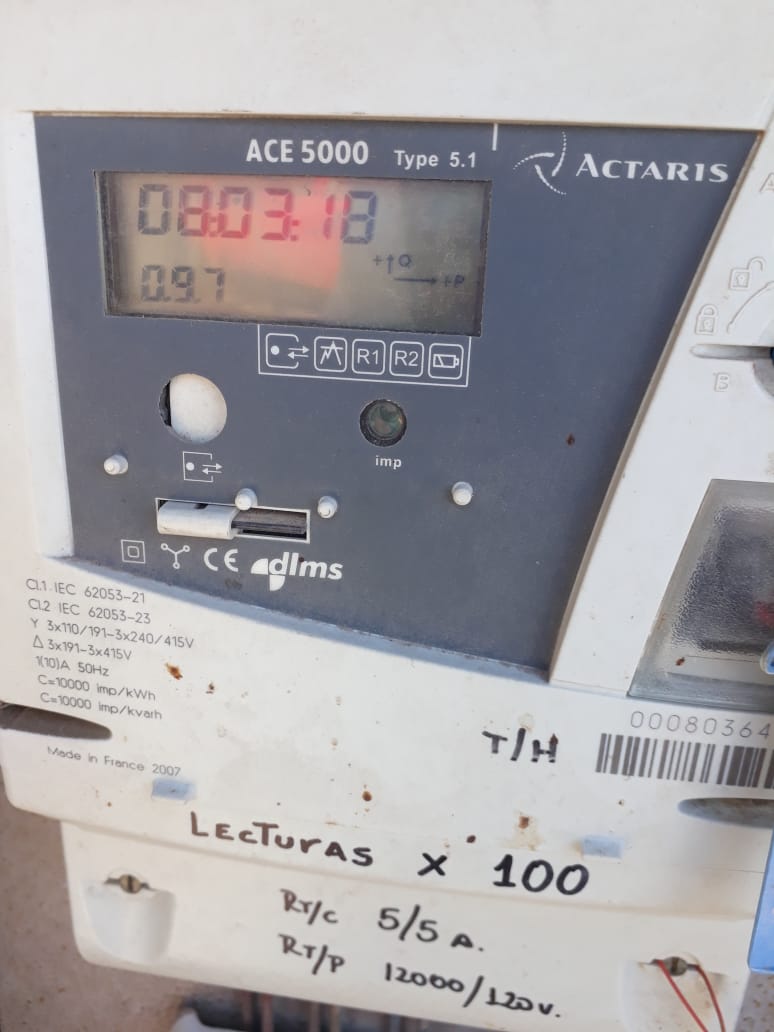 ACE 5000 Type 5.1 ACTARIS
08:03:18
0.9.7
+Q
+P
R1 R2
imp
CE dlms
Cl.1 IEC 62053-21
Cl.2 IEC 62053-23
Y 3x110/191-3x240/415V
Δ 3x191-3x415V
1(10)A 50Hz
C=10000 imp/kWh
C=10000 imp/kvarh
Made in France 2007
T/H
00080364
LECTURAS x 100
RT/C 5/5 A.
RT/P 12000/120V.
B